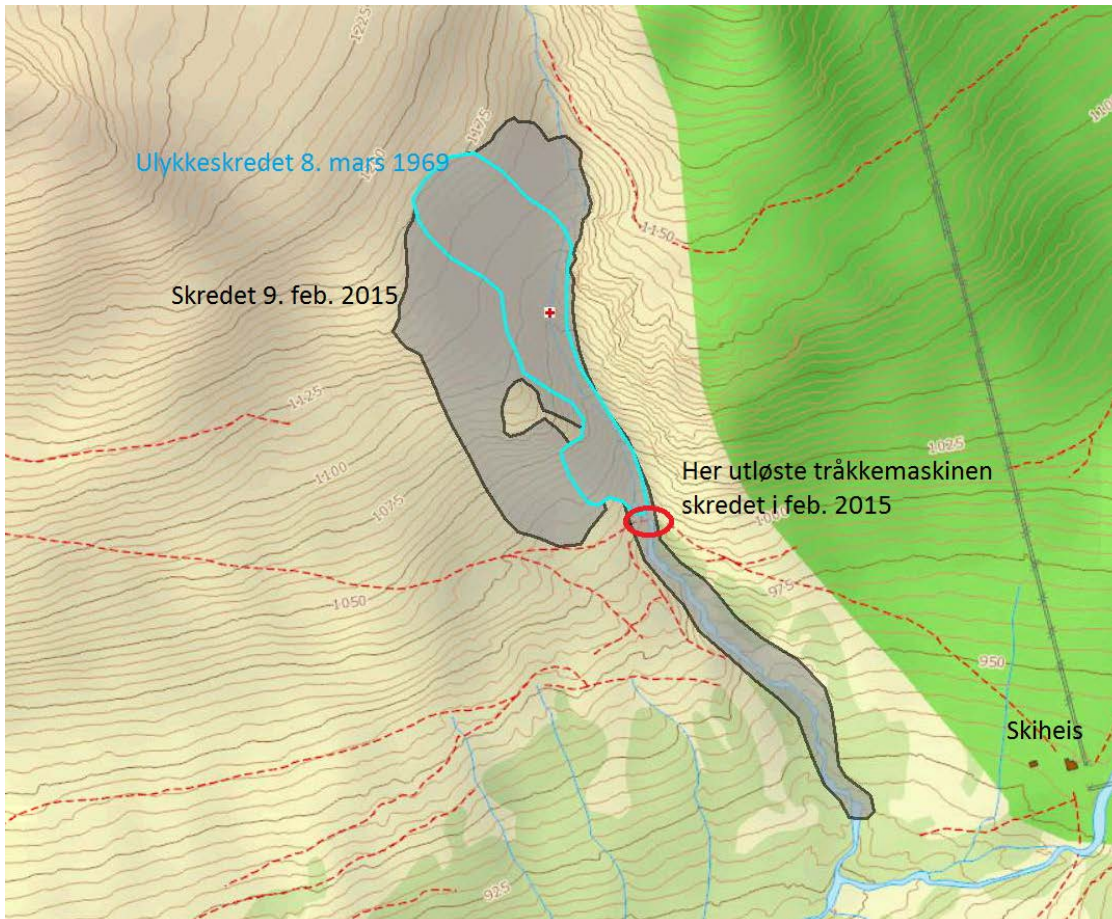 1225
1175
Ulykkeskredet 8. mars 1969
1150
Skredet 9. feb. 2015
1125
1100
1075
1025
Her utløste tråkkemaskinen
skredet i feb. 2015
1000
975
1050
950
Skiheis
925